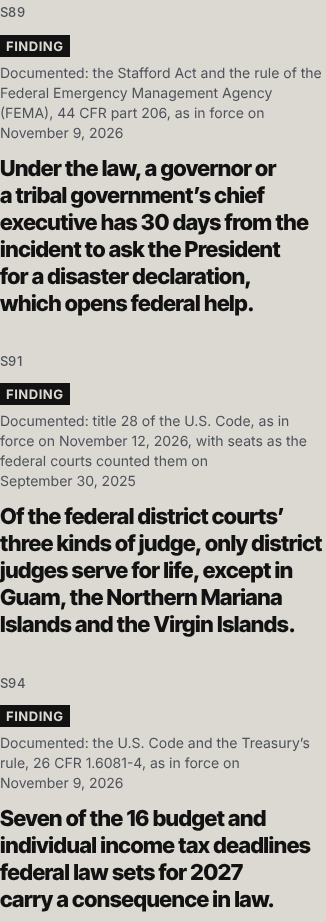 S89
FINDING
Documented: the Stafford Act and the rule of the
Federal Emergency Management Agency
(FEMA), 44 CFR part 206, as in force on
November 9, 2026
Under the law, a governor or
a tribal government’s chief
executive has 30 days from the
incident to ask the President
for a disaster declaration,
which opens federal help.
S91
FINDING
Documented: title 28 of the U.S. Code, as in
force on November 12, 2026, with seats as the
federal courts counted them on
September 30, 2025
Of the federal district courts’
three kinds of judge, only district
judges serve for life, except in
Guam, the Northern Mariana
Islands and the Virgin Islands.
S94
FINDING
Documented: the U.S. Code and the Treasury’s
rule, 26 CFR 1.6081-4, as in force on
November 9, 2026
Seven of the 16 budget and
individual income tax deadlines
federal law sets for 2027
carry a consequence in law.